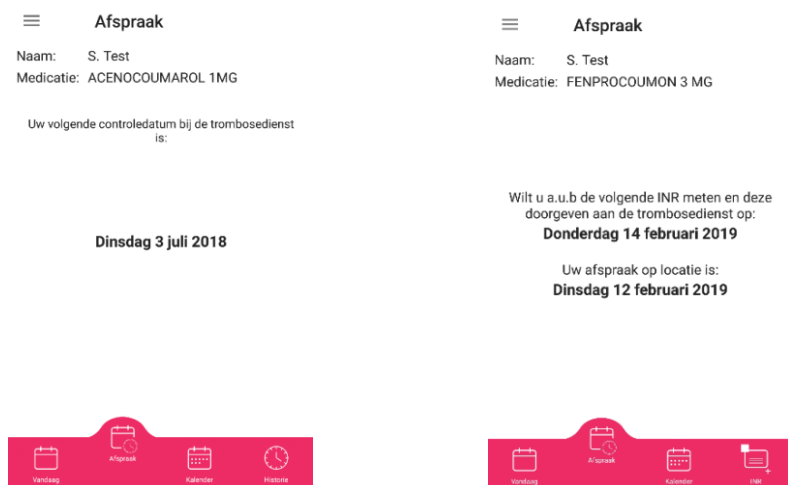 Afspraak
Naam: S. Test
Medicatie: ACENOCOUMAROL 1MG
Uw volgende controledatum bij de trombosedienst
is:
Dinsdag 3 juli 2018
Vandaag
Afspraak
Kalender
Historie
Afspraak
Naam: S. Test
Medicatie: FENPROCOUMON 3 MG
Wilt u a.u.b de volgende INR meten en deze
doorgeven aan de trombosedienst op:
Donderdag 14 februari 2019
Uw afspraak op locatie is:
Dinsdag 12 februari 2019
Vandaag
Afspraak
Kalender
INR